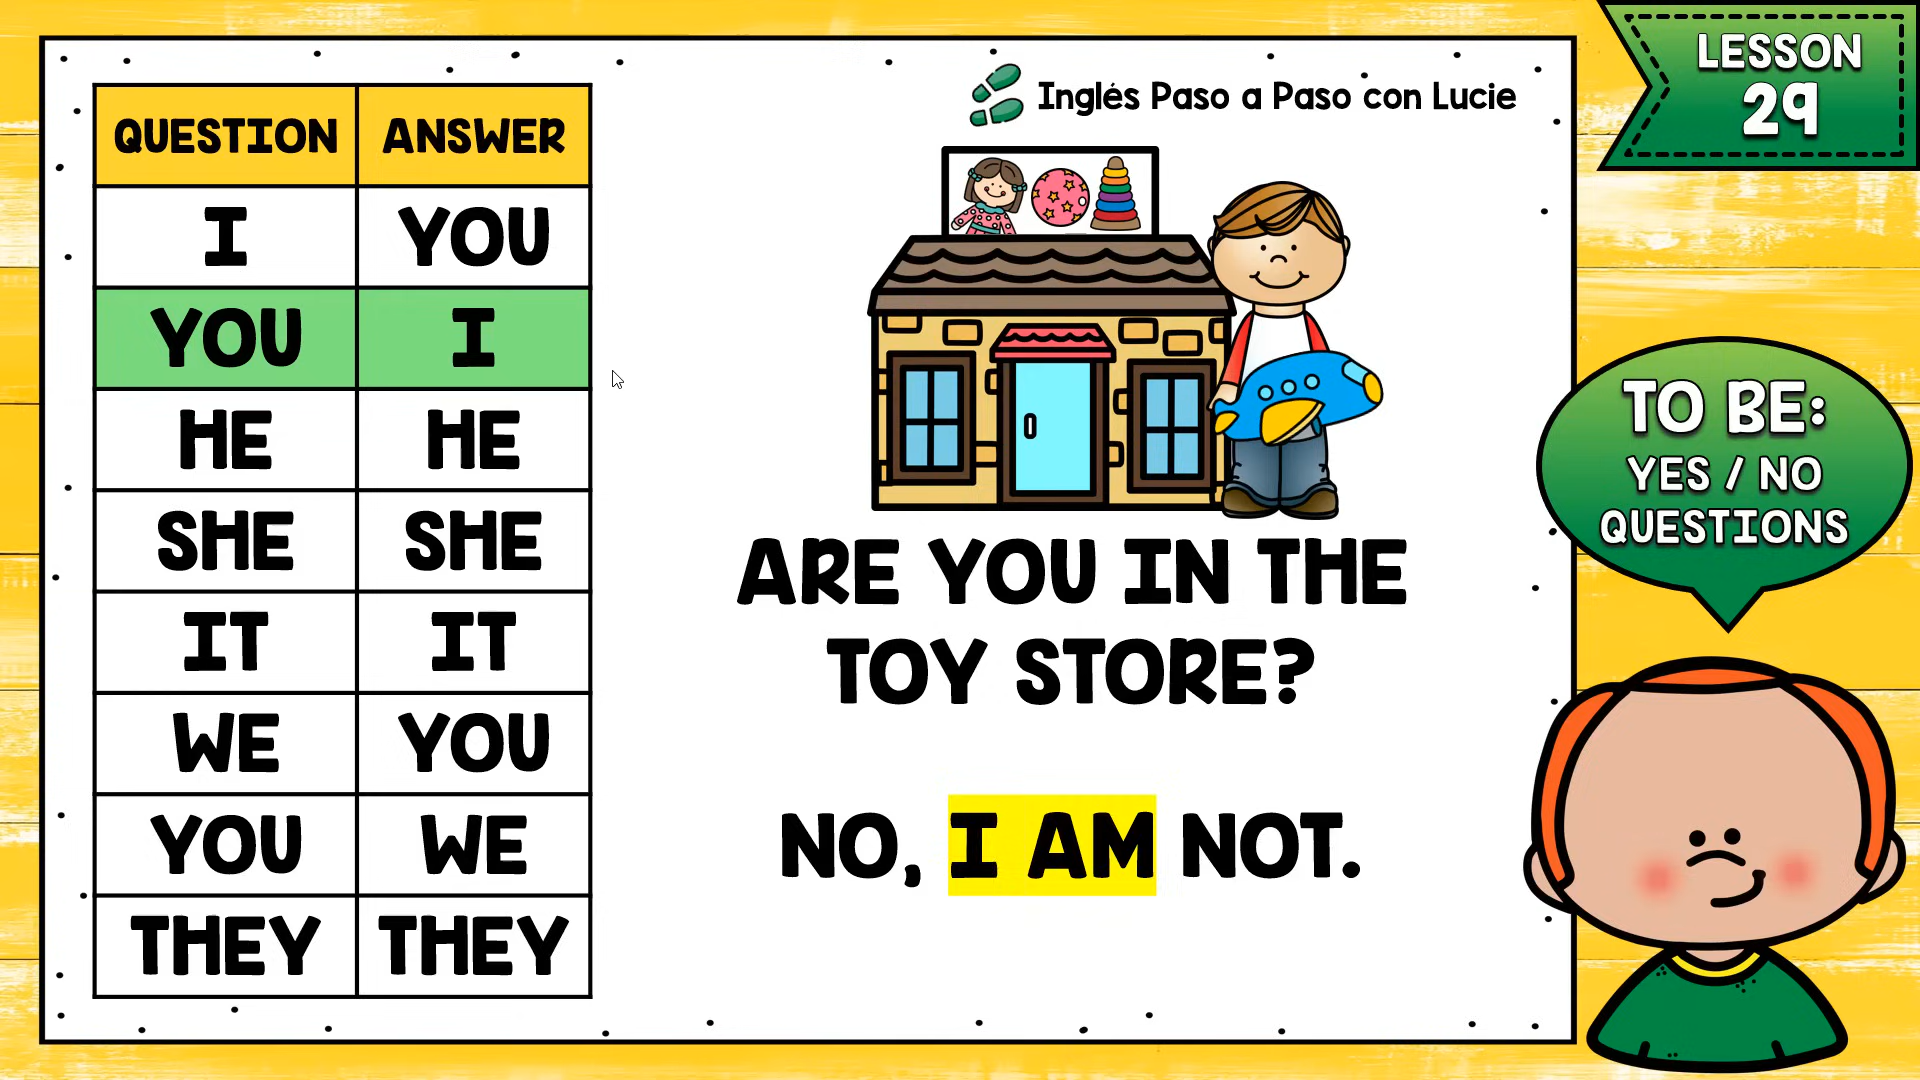 QUESTION ANSWER
I YOU
YOU I
HE HE
SHE SHE
IT IT
WE YOU
YOU WE
THEY THEY
Inglés Paso a Paso con Lucie
ARE YOU IN THE
TOY STORE?
NO, I AM NOT.
LESSON
29
TO BE:
YES / NO
QUESTIONS